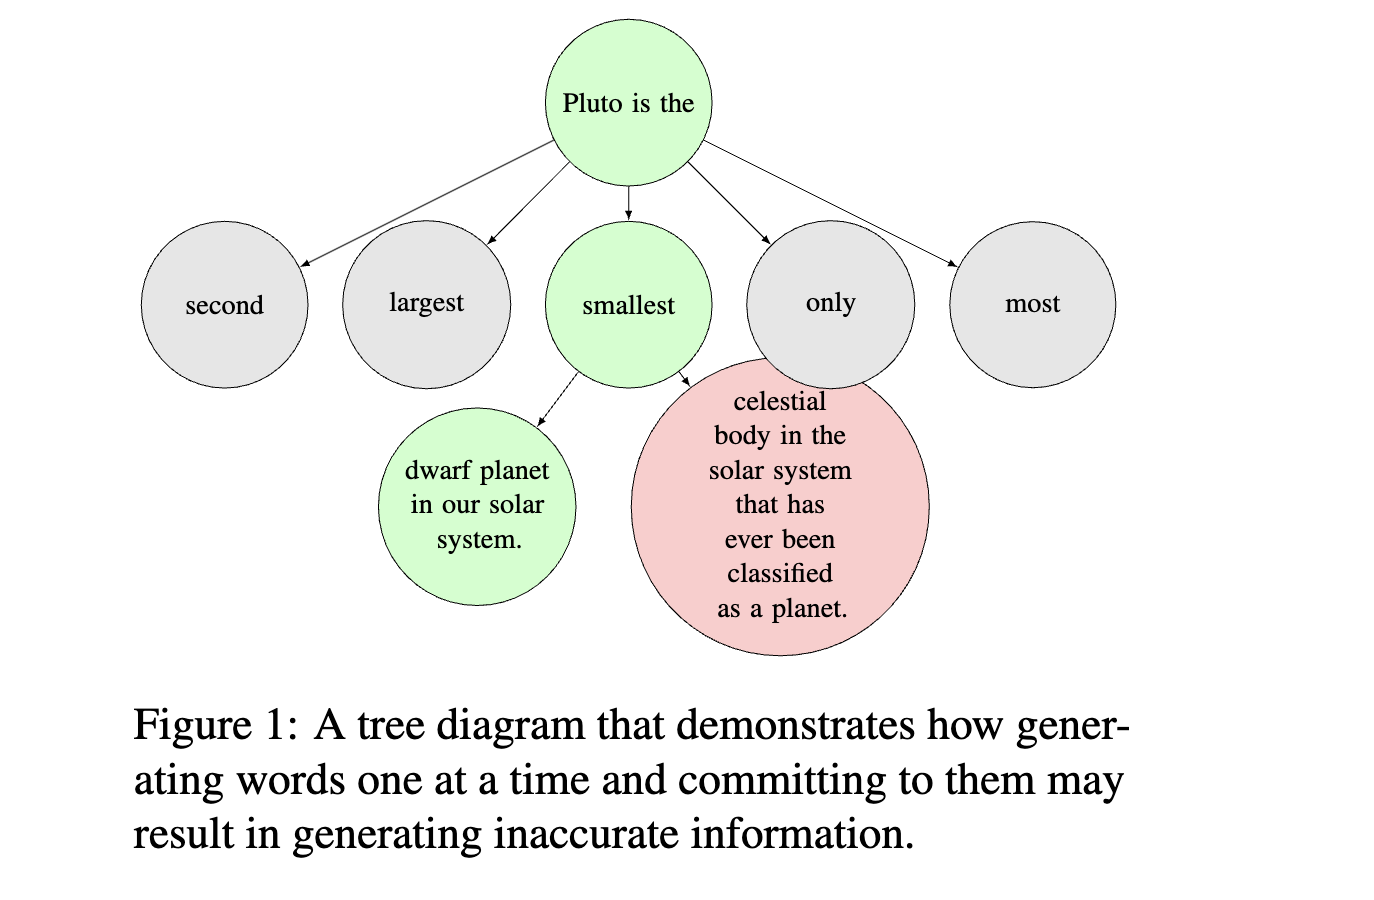 Pluto is the
second
largest
smallest
only
most
dwarf planet
in our solar
system.
celestial
body in the
solar system
that has
ever been
classified
as a planet.
Figure 1: A tree diagram that demonstrates how gener-
ating words one at a time and committing to them may
result in generating inaccurate information.